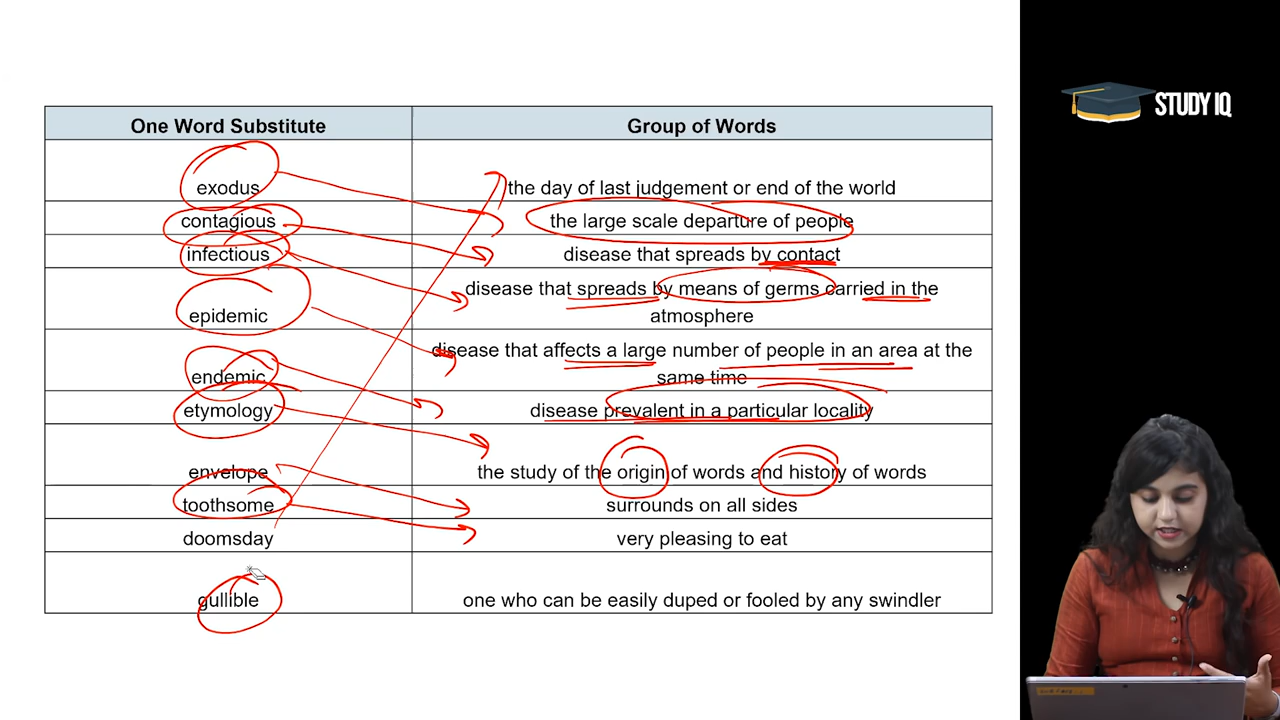 STUDY IQ
One Word Substitute Group of Words
exodus the day of last judgement or end of the world
contagious the large scale departure of people
infectious disease that spreads by contact
epidemic disease that spreads by means of germs carried in the
atmosphere
endemic disease that affects a large number of people in an area at the
same time
etymology disease prevalent in a particular locality
envelope the study of the origin of words and history of words
toothsome surrounds on all sides
doomsday very pleasing to eat
gullible one who can be easily duped or fooled by any swindler